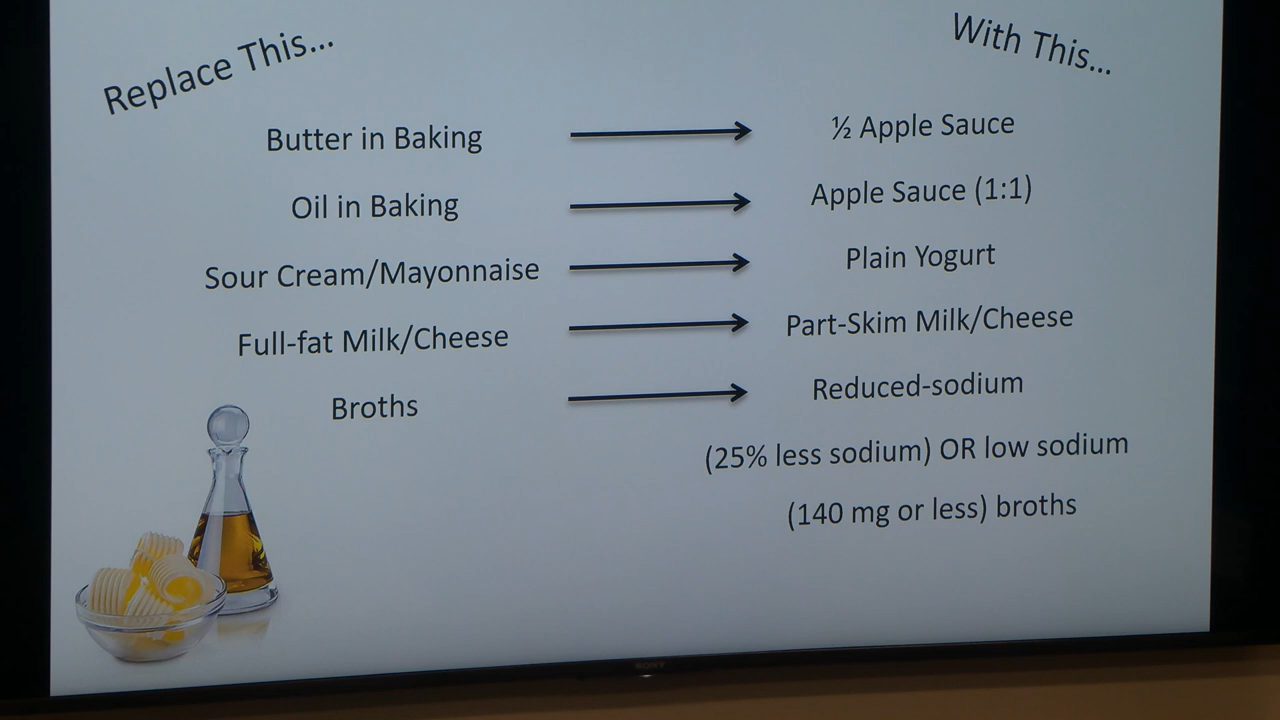 Replace This...
With This...
Butter in Baking
½ Apple Sauce
Oil in Baking
Apple Sauce (1:1)
Sour Cream/Mayonnaise
Plain Yogurt
Full-fat Milk/Cheese
Part-Skim Milk/Cheese
Broths
Reduced-sodium
(25% less sodium) OR low sodium
(140 mg or less) broths
SONY